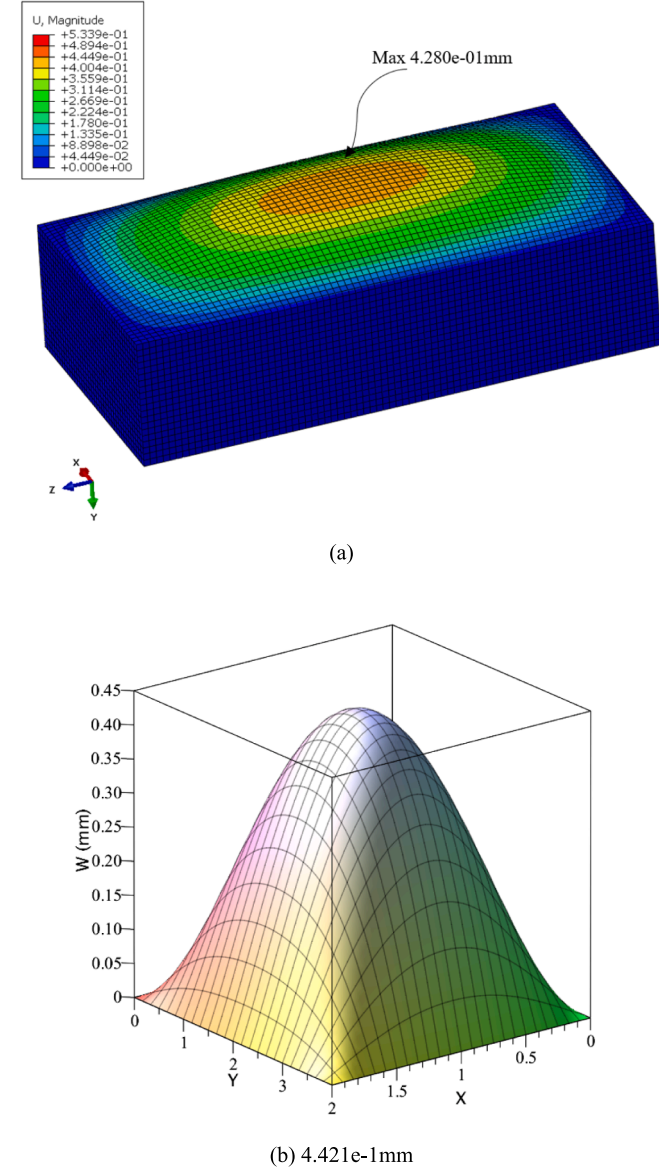 U, Magnitude
+5.339e-01
+4.894e-01
+4.449e-01
+4.004e-01
+3.559e-01
+3.114e-01
+2.669e-01
+2.224e-01
+1.780e-01
+1.335e-01
+8.898e-02
+4.449e-02
+0.000e+00
Max 4.280e-01mm
X
Z
Y
(a)
0.45
0.40
0.35
0.30
0.25
0.20
0.15
0.10
0.05
0
W (mm)
0
1
2
3
Y
2
1.5
1
0.5
0
X
(b) 4.421e-1mm